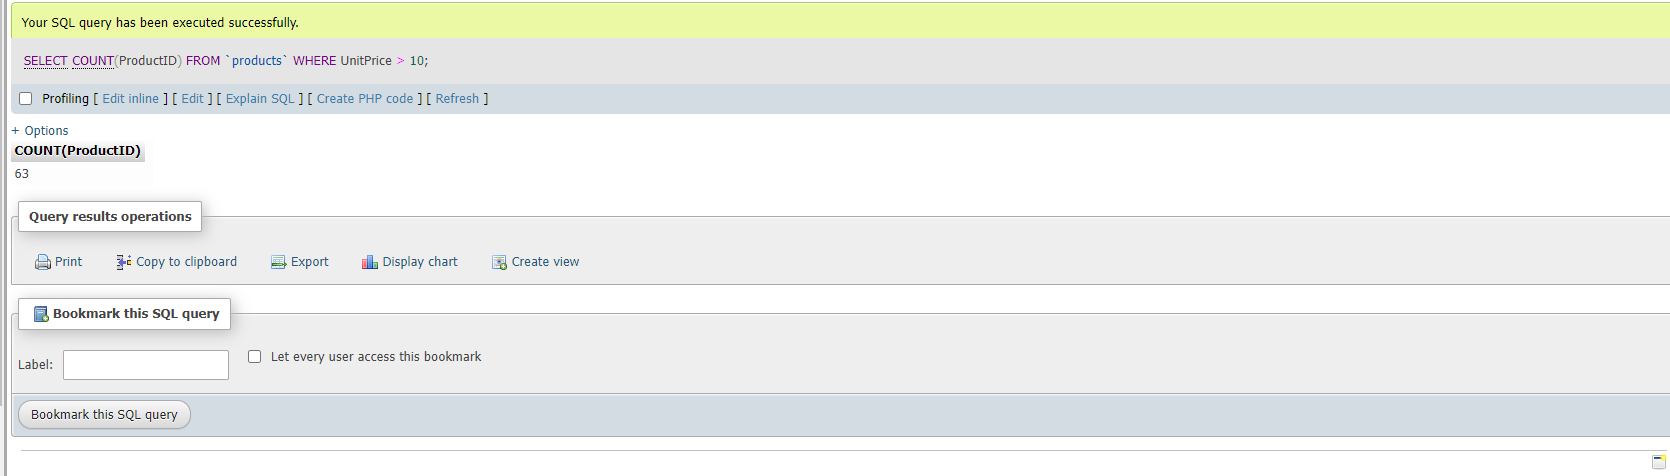 Your SQL query has been executed successfully.
SELECT COUNT(ProductID) FROM `products` WHERE UnitPrice > 10;
Profiling [ Edit inline ] [ Edit ] [ Explain SQL ] [ Create PHP code ] [ Refresh ]
+ Options
COUNT(ProductID)
63
Query results operations
Print Copy to clipboard Export Display chart Create view
Bookmark this SQL query
Label: Let every user access this bookmark
Bookmark this SQL query